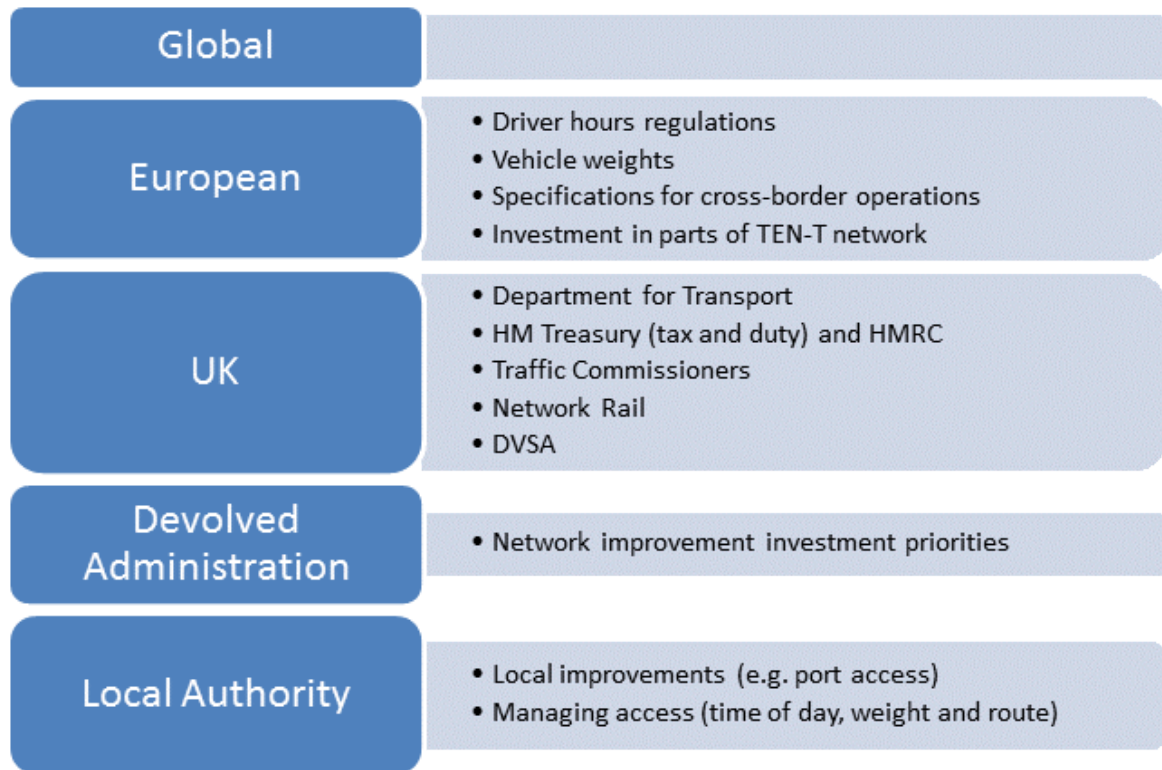 Global
European
• Driver hours regulations
• Vehicle weights
• Specifications for cross-border operations
• Investment in parts of TEN-T network
UK
• Department for Transport
• HM Treasury (tax and duty) and HMRC
• Traffic Commissioners
• Network Rail
• DVSA
Devolved
Administration
• Network improvement investment priorities
Local Authority
• Local improvements (e.g. port access)
• Managing access (time of day, weight and route)